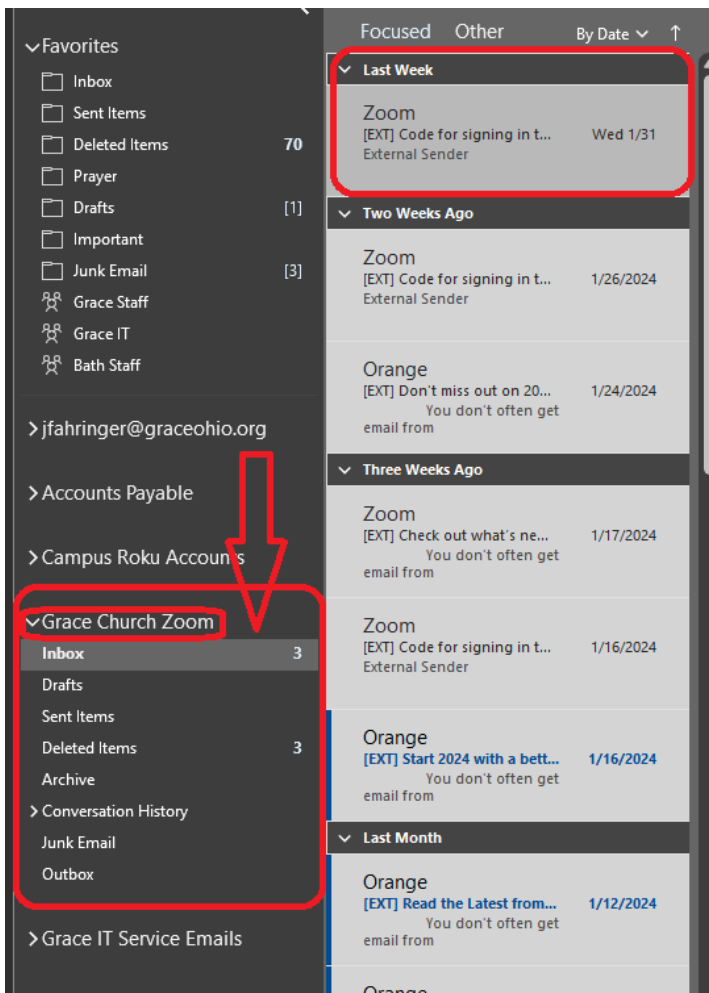 Favorites
Inbox
Sent Items
Deleted Items 70
Prayer
Drafts [1]
Important
Junk Email [3]
Grace Staff
Grace IT
Bath Staff
jfahringer@graceohio.org
Accounts Payable
Campus Roku Accounts
Grace Church Zoom
Inbox 3
Drafts
Sent Items
Deleted Items 3
Archive
Conversation History
Junk Email
Outbox
Grace IT Service Emails
Focused Other By Date
Last Week
Zoom
[EXT] Code for signing in t... Wed 1/31
External Sender
Two Weeks Ago
Zoom
[EXT] Code for signing in t... 1/26/2024
External Sender
Orange
[EXT] Don't miss out on 20... 1/24/2024
You don't often get
email from
Three Weeks Ago
Zoom
[EXT] Check out what's ne... 1/17/2024
You don't often get
email from
Zoom
[EXT] Code for signing in t... 1/16/2024
External Sender
Orange
[EXT] Start 2024 with a bett... 1/16/2024
You don't often get
email from
Last Month
Orange
[EXT] Read the Latest from... 1/12/2024
You don't often get
email from
Orange